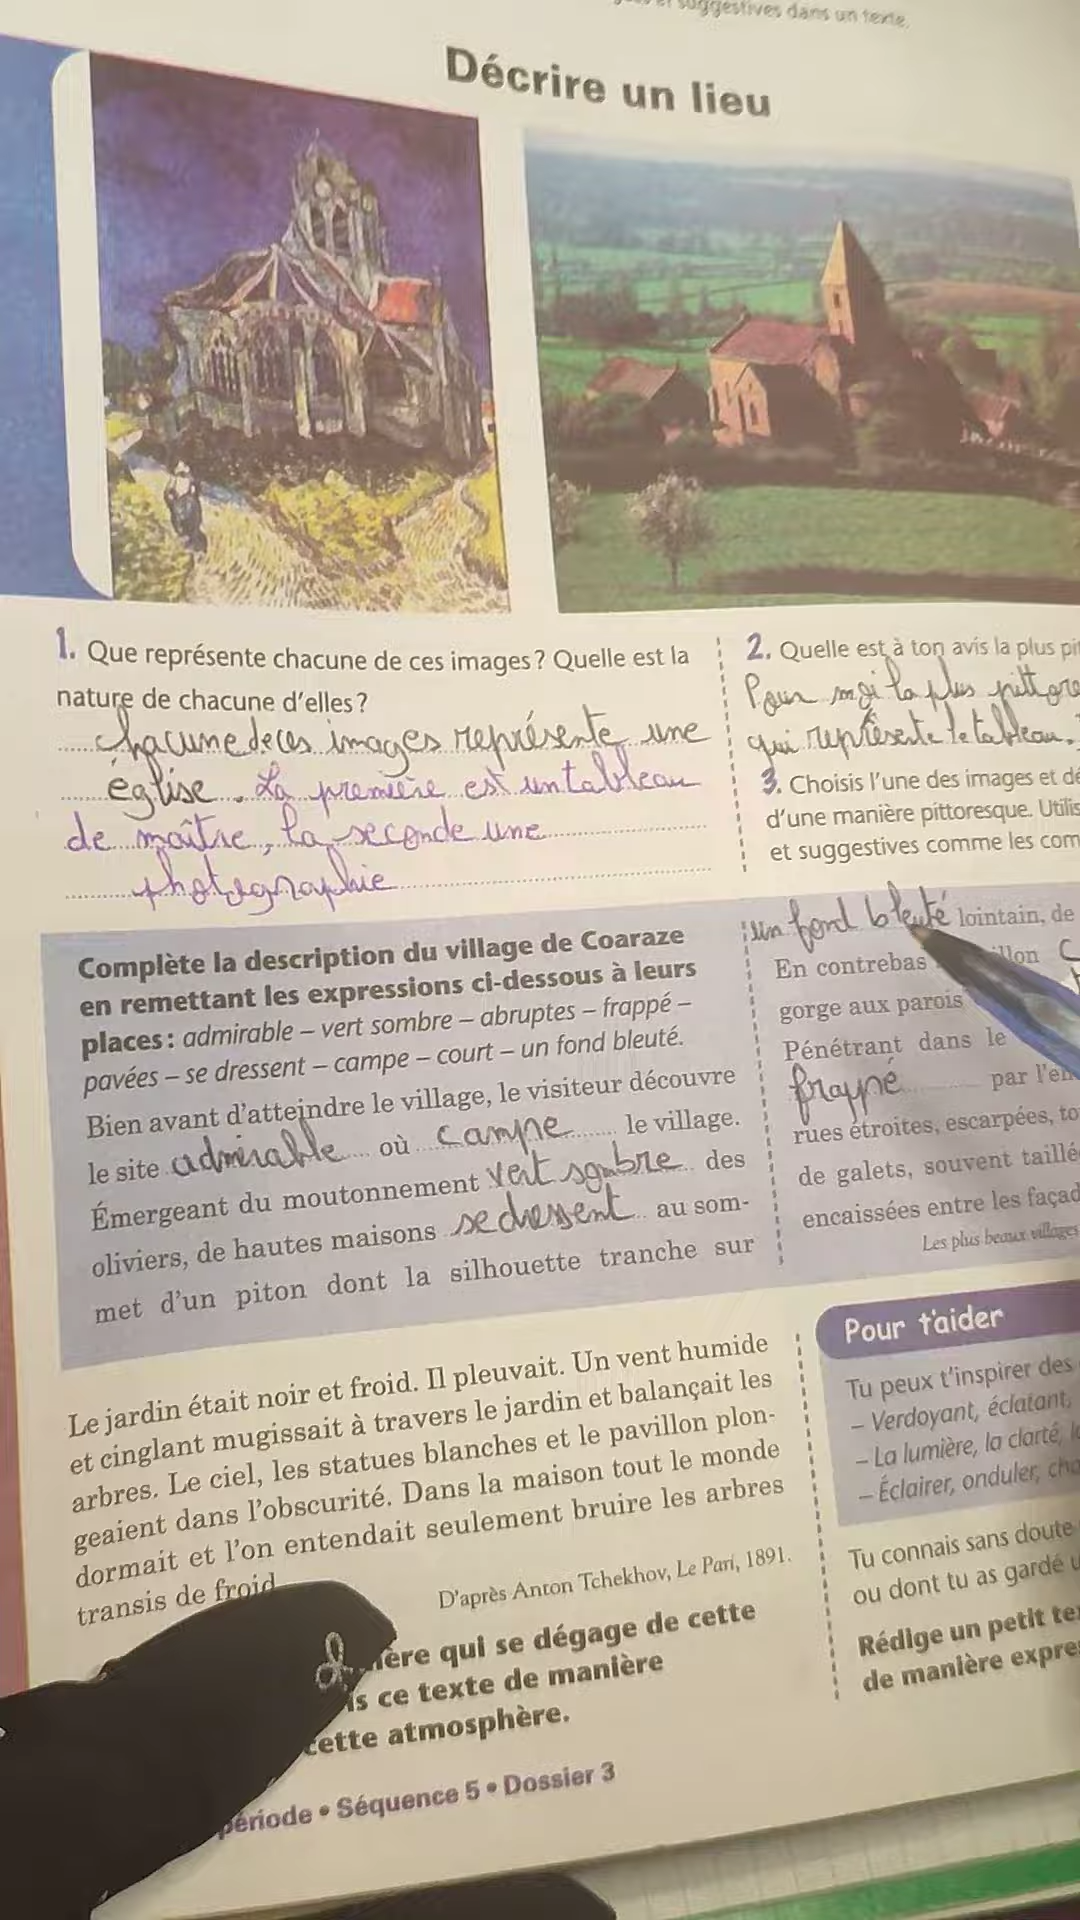 suggestives dans un texte.
Décrire un lieu
1. Que représente chacune de ces images ? Quelle est la
nature de chacune d'elles ?
chacune de ces images représente une
église. La première est un tableau
de maître, la seconde une
photographie
2. Quelle est à ton avis la plus pit
Pour moi la plus pittore
qui représente le tableau.
3. Choisis l'une des images et dé
d'une manière pittoresque. Utilis
et suggestives comme les com
Complète la description du village de Coaraze
en remettant les expressions ci-dessous à leurs
places : admirable – vert sombre – abruptes – frappé –
pavées – se dressent – campe – court – un fond bleuté.
Bien avant d'atteindre le village, le visiteur découvre
le site admirable où campe le village.
Émergeant du moutonnement vert sombre des
oliviers, de hautes maisons se dressent au som-
met d'un piton dont la silhouette tranche sur
un fond bleuté lointain, de
En contrebas llon C
gorge aux parois
Pénétrant dans le
frappé par l'en
rues étroites, escarpées, to
de galets, souvent taillé
encaissées entre les façad
Les plus beaux villages
Le jardin était noir et froid. Il pleuvait. Un vent humide
et cinglant mugissait à travers le jardin et balançait les
arbres. Le ciel, les statues blanches et le pavillon plon-
geaient dans l'obscurité. Dans la maison tout le monde
dormait et l'on entendait seulement bruire les arbres
transis de froid
D'après Anton Tchekhov, Le Pari, 1891.
ière qui se dégage de cette
is ce texte de manière
cette atmosphère.
Pour t'aider
Tu peux t'inspirer des
– Verdoyant, éclatant,
– La lumière, la clarté, l
– Éclairer, onduler, cha
Tu connais sans doute
ou dont tu as gardé u
Rédige un petit te
de manière expre
période • Séquence 5 • Dossier 3